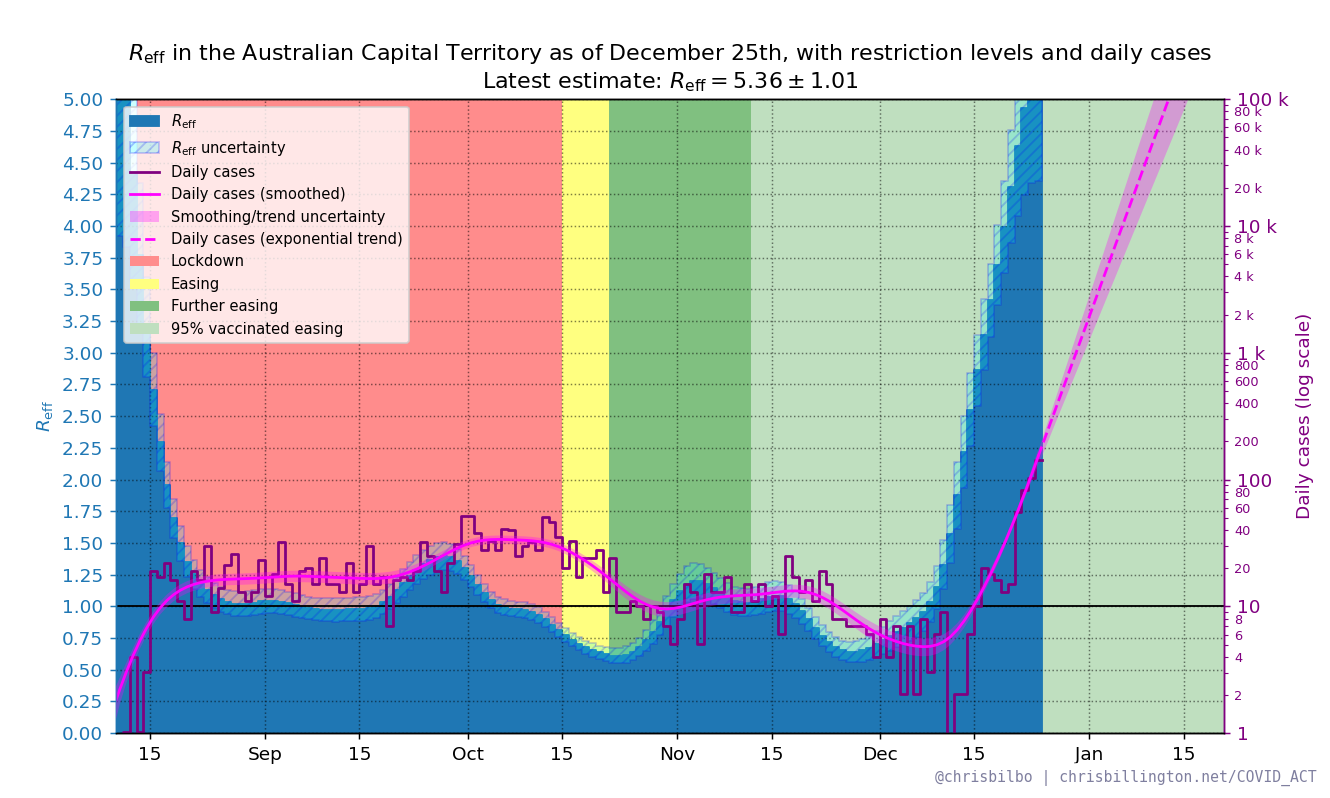 Reff in the Australian Capital Territory as of December 25th, with restriction levels and daily cases
Latest estimate: Reff = 5.36 ± 1.01
Reff
Reff uncertainty
Daily cases
Daily cases (smoothed)
Smoothing/trend uncertainty
Daily cases (exponential trend)
Lockdown
Easing
Further easing
95% vaccinated easing
Reff
5.00
4.75
4.50
4.25
4.00
3.75
3.50
3.25
3.00
2.75
2.50
2.25
2.00
1.75
1.50
1.25
1.00
0.75
0.50
0.25
0.00
15 Sep 15 Oct 15 Nov 15 Dec 15 Jan 15
100 k
80 k
60 k
40 k
20 k
10 k
8 k
6 k
4 k
2 k
1 k
800
600
400
200
100
80
60
40
20
10
8
6
4
2
1
Daily cases (log scale)
@chrisbilbo | chrisbillington.net/COVID_ACT